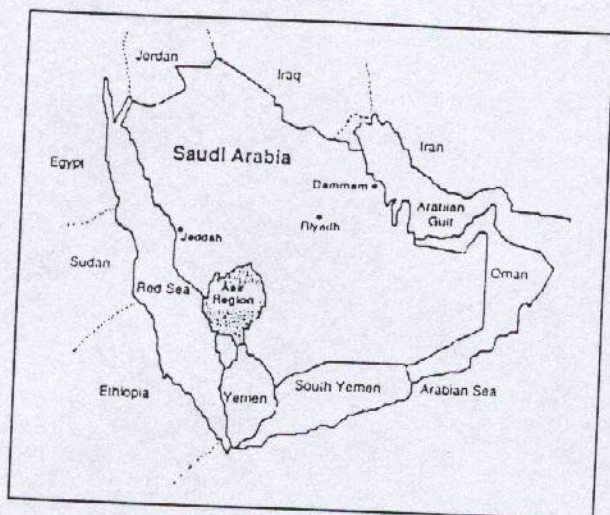 Jordan
Iraq
Iran
Egypt
Saudi Arabia
Dammam
Arabian
Gulf
Riyadh
Jeddah
Sudan
Oman
Red Sea
Asir
Region
Ethiopia
Yemen
South Yemen
Arabian Sea